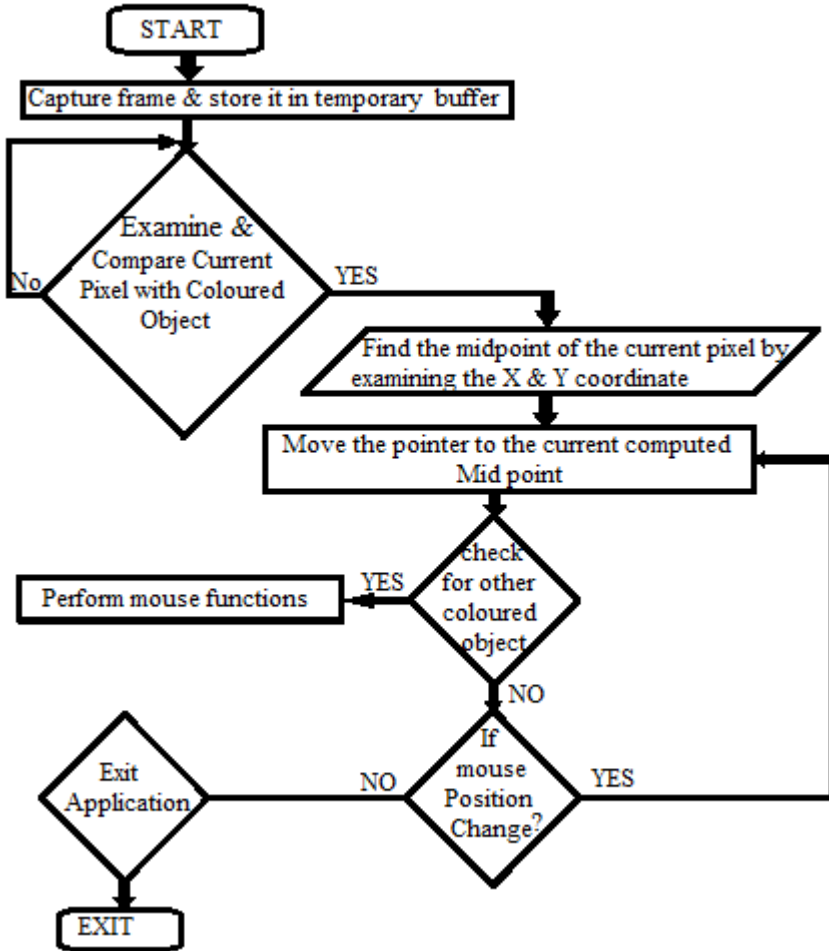 START
Capture frame & store it in temporary buffer
Examine &
Compare Current
Pixel with Coloured
Object
No
YES
Find the midpoint of the current pixel by
examining the X & Y coordinate
Move the pointer to the current computed
Mid point
check
for other
coloured
object
YES
Perform mouse functions
NO
If
mouse
Position
Change?
YES
NO
Exit
Application
EXIT